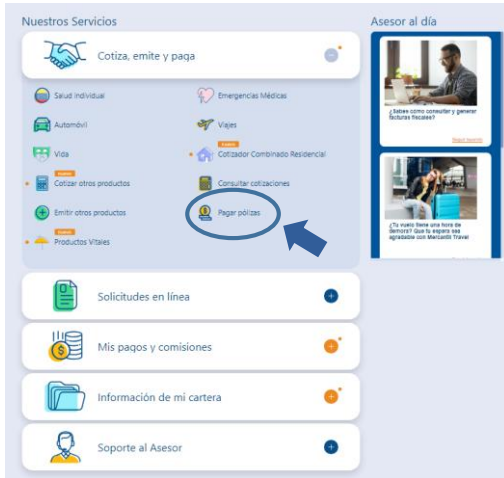 Nuestros Servicios
Asesor al día
Cotiza, emite y paga
Salud Individual
Emergencias Médicas
Automóvil
Viajes
Vida
Cotizador Combinado Residencial
Cotizar otros productos
Consultar cotizaciones
Emitir otros productos
Pagar pólizas
Productos Vitales
¿Sabes cómo consultar y generar
facturas fiscales?
¿Tu vuelo tiene una hora de
demora? Que tu espera sea
agradable con Mercantil Travel
Solicitudes en línea
Mis pagos y comisiones
Información de mi cartera
Soporte al Asesor